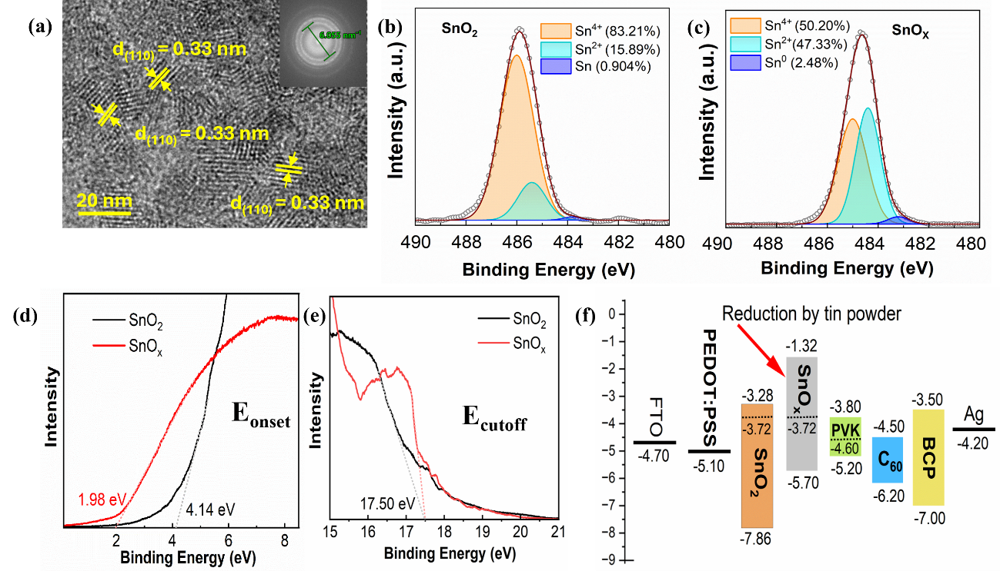 (a)
6.055 nm⁻¹
d(110) = 0.33 nm
d(110) = 0.33 nm
d(110) = 0.33 nm
20 nm
(b)
SnO₂
Sn⁴⁺ (83.21%)
Sn²⁺ (15.89%)
Sn (0.904%)
Intensity (a.u.)
490 488 486 484 482 480
Binding Energy (eV)
(c)
SnOₓ
Sn⁴⁺ (50.20%)
Sn²⁺ (47.33%)
Sn⁰ (2.48%)
Intensity (a.u.)
490 488 486 484 482 480
Binding Energy (eV)
(d)
SnO₂
SnOₓ
Eonset
1.98 eV
4.14 eV
Intensity
2 4 6 8
Binding Energy (eV)
(e)
SnO₂
SnOₓ
Ecutoff
17.50 eV
Intensity
15 16 17 18 19 20 21
Binding Energy (eV)
(f)
0
-1
-2
-3
-4
-5
-6
-7
-8
-9
Reduction by tin powder
FTO
-4.70
PEDOT:PSS
-5.10
-3.28
-3.72
SnO₂
-7.86
-1.32
SnOₓ
-3.72
-5.70
-3.80
PVK
-4.60
-5.20
-4.50
C₆₀
-6.20
-3.50
BCP
-7.00
Ag
-4.20